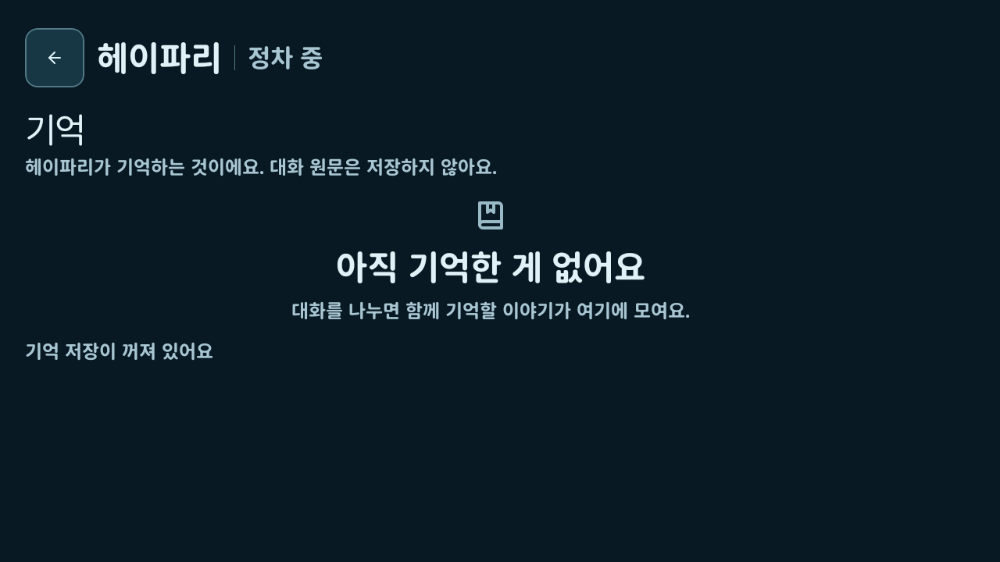 헤이파리
정차 중
기억
헤이파리가 기억하는 것이에요. 대화 원문은 저장하지 않아요.
아직 기억한 게 없어요
대화를 나누면 함께 기억할 이야기가 여기에 모여요.
기억 저장이 꺼져 있어요